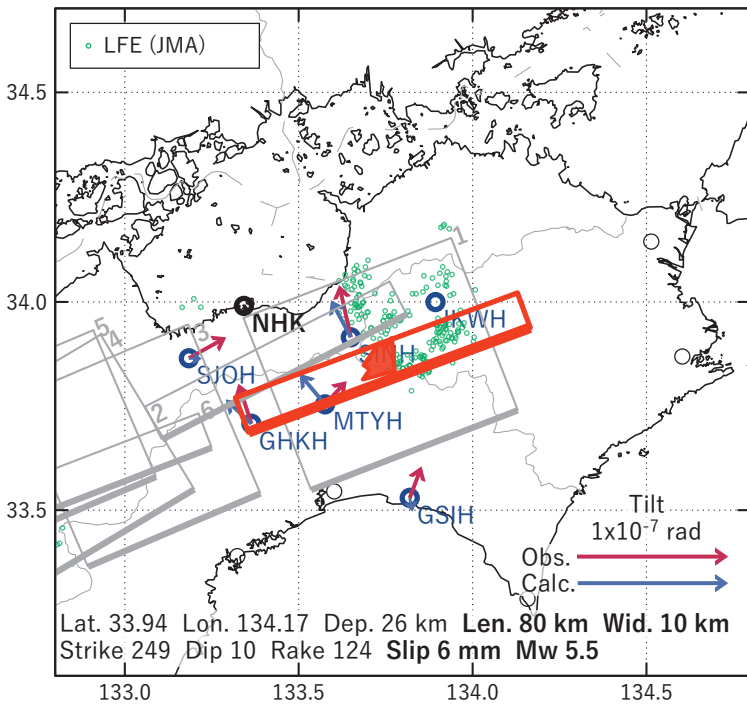 LFE (JMA)
34.5
34.0
33.5
1
5
4
3
2
6
NHK
IKWH
SINH
SJOH
MTYH
GHKH
GSIH
Tilt
1x10-7 rad
Obs.
Calc.
Lat. 33.94 Lon. 134.17 Dep. 26 km Len. 80 km Wid. 10 km
Strike 249 Dip 10 Rake 124 Slip 6 mm Mw 5.5
133.0 133.5 134.0 134.5